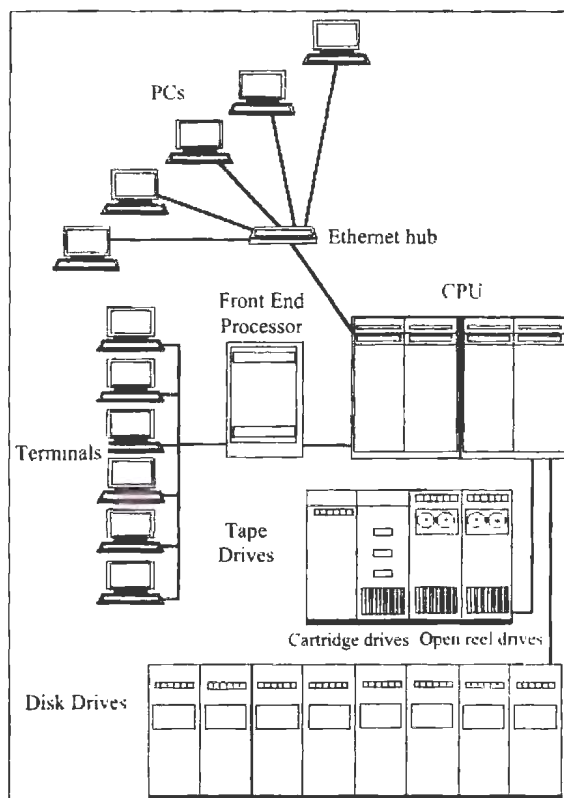 PCs
Ethernet hub
CPU
Front End
Processor
Terminals
Tape
Drives
Cartridge drives
Open reel drives
Disk Drives